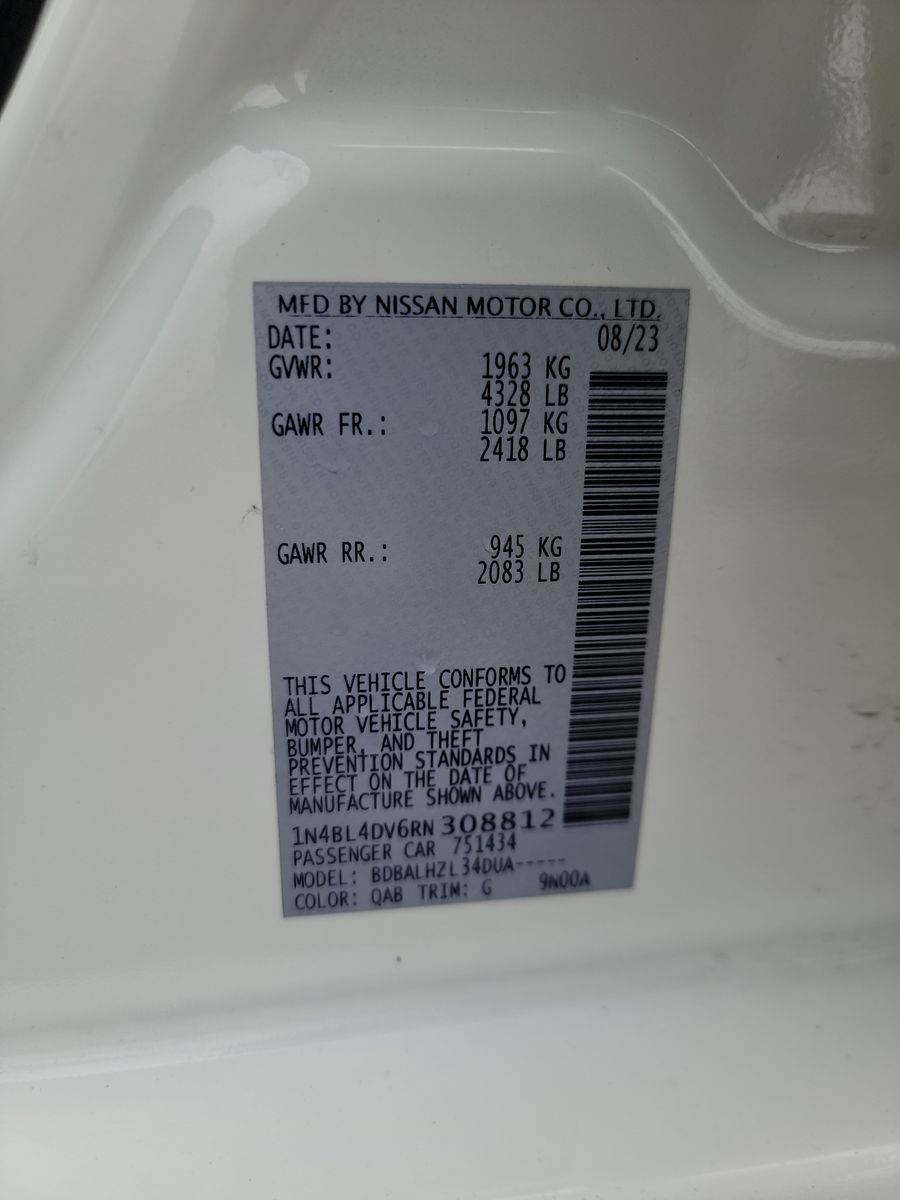 MFD BY NISSAN MOTOR CO., LTD.
DATE: 08/23
GVWR: 1963 KG
4328 LB
GAWR FR.: 1097 KG
2418 LB
GAWR RR.: 945 KG
2083 LB
THIS VEHICLE CONFORMS TO
ALL APPLICABLE FEDERAL
MOTOR VEHICLE SAFETY,
BUMPER, AND THEFT
PREVENTION STANDARDS IN
EFFECT ON THE DATE OF
MANUFACTURE SHOWN ABOVE.
1N4BL4DV6RN308812
PASSENGER CAR 751434
MODEL: BDBALHZL34DUA-----
COLOR: QAB TRIM: G 9N00A